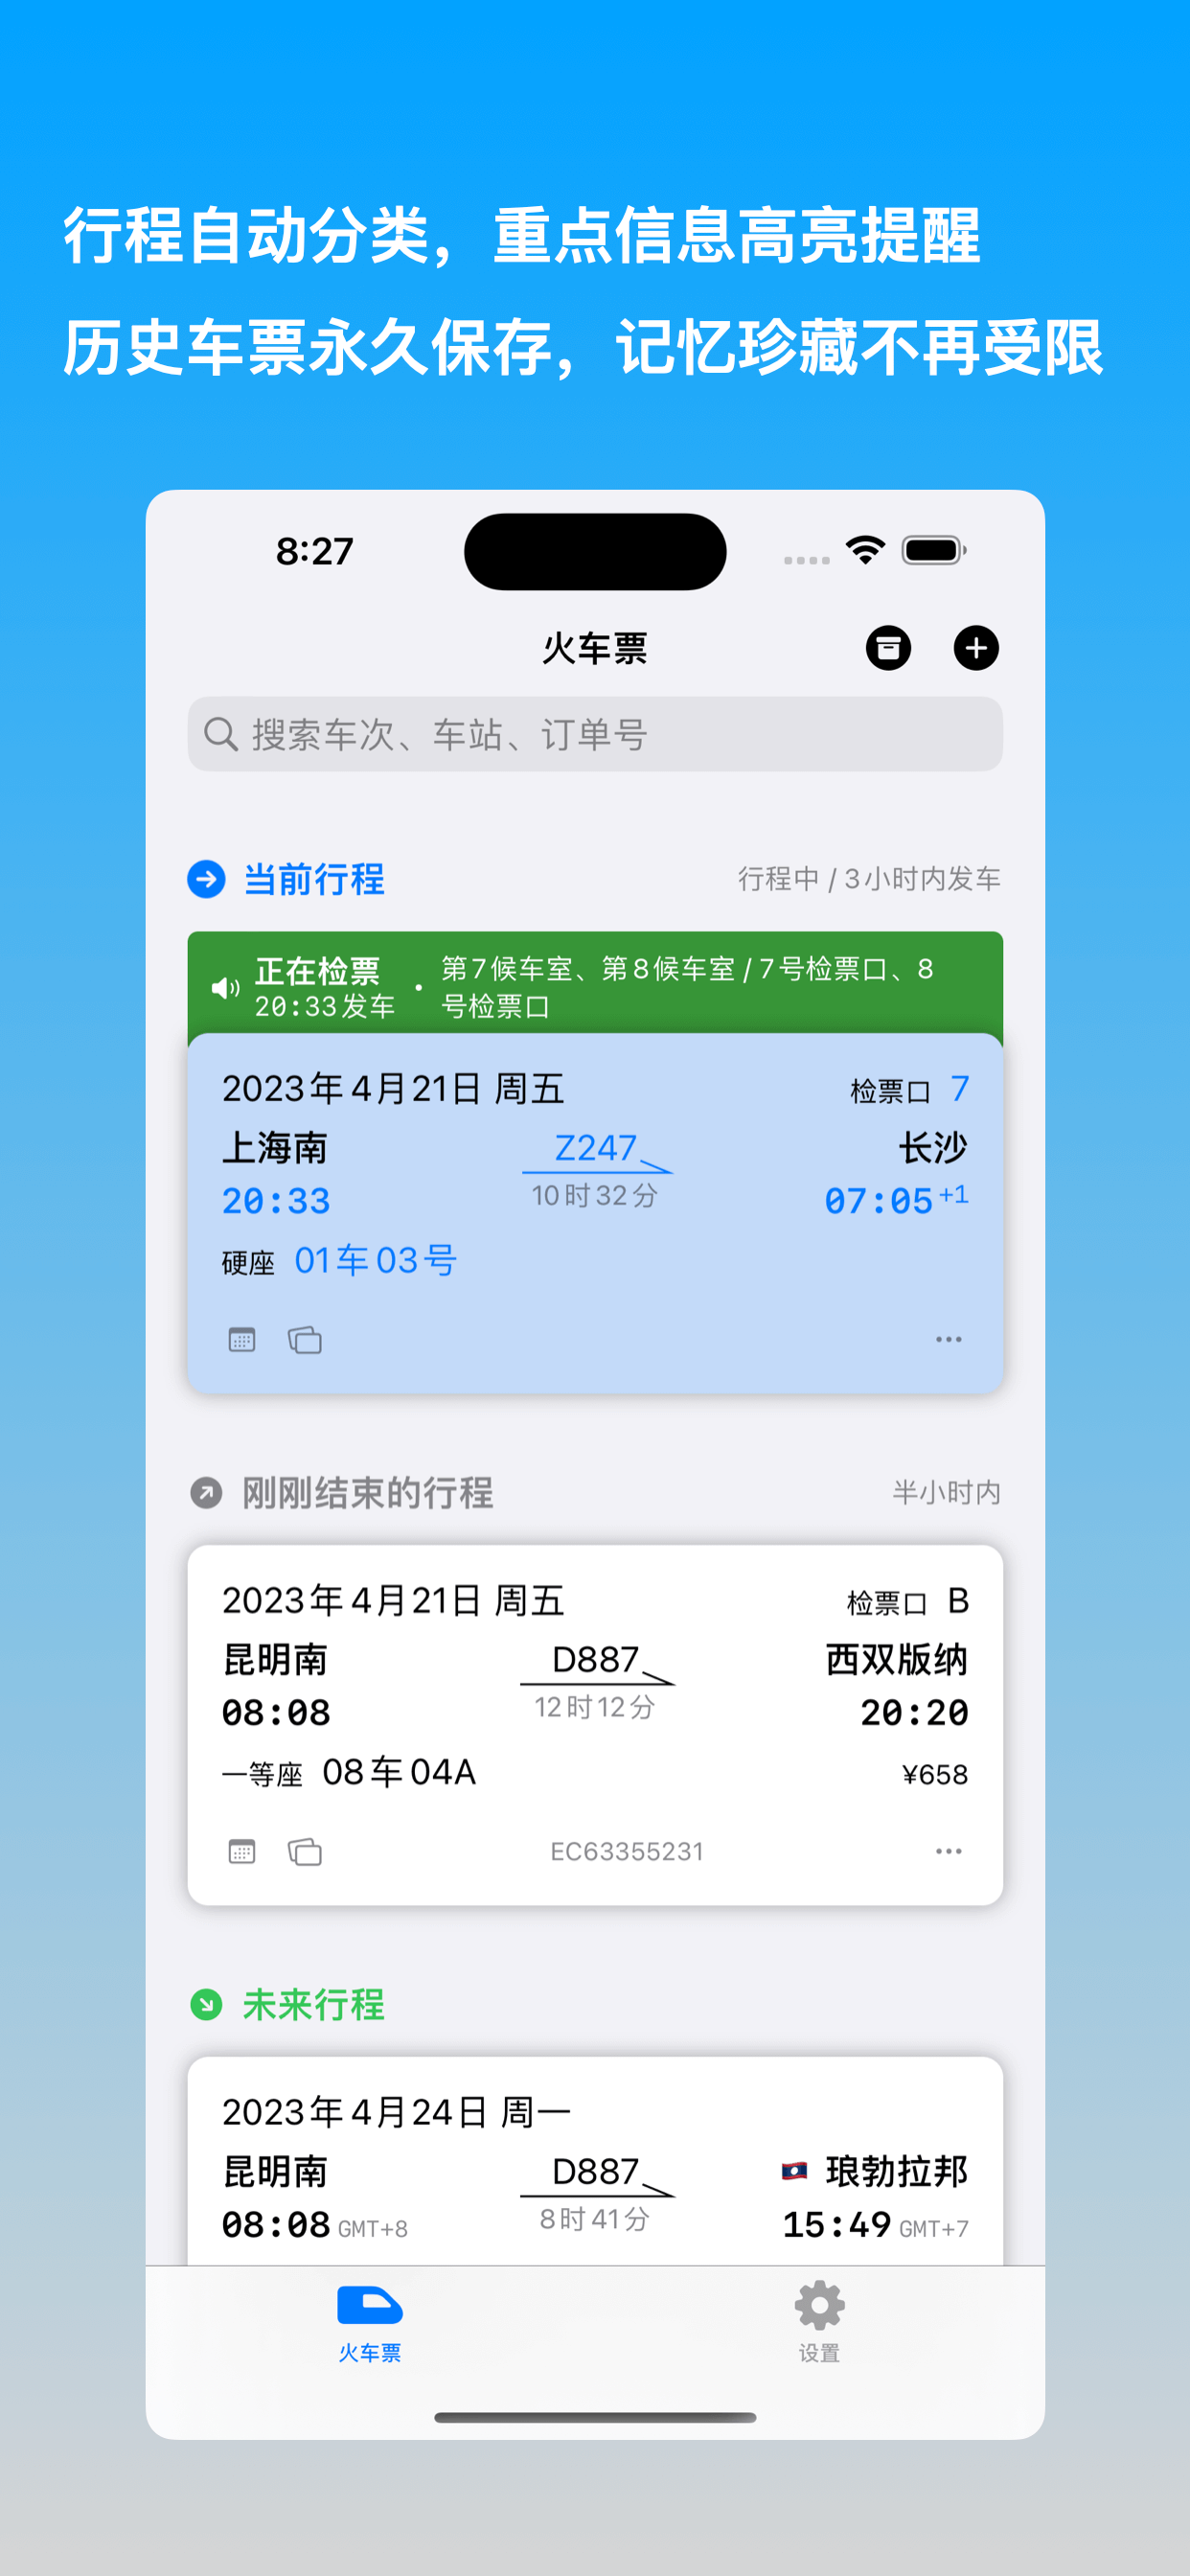 行程自动分类，重点信息高亮提醒
历史车票永久保存，记忆珍藏不再受限
8:27
火车票
搜索车次、车站、订单号
当前行程 行程中 / 3小时内发车
正在检票
20:33发车
·
第7候车室、第8候车室 / 7号检票口、8
号检票口
2023年4月21日 周五 检票口 7
上海南 Z247 长沙
20:33 10时32分 07:05+1
硬座 01车03号
刚刚结束的行程 半小时内
2023年4月21日 周五 检票口 B
昆明南 D887 西双版纳
08:08 12时12分 20:20
一等座 08车04A ¥658
EC63355231
未来行程
2023年4月24日 周一
昆明南 D887 琅勃拉邦
08:08 GMT+8 8时41分 15:49 GMT+7
火车票 设置